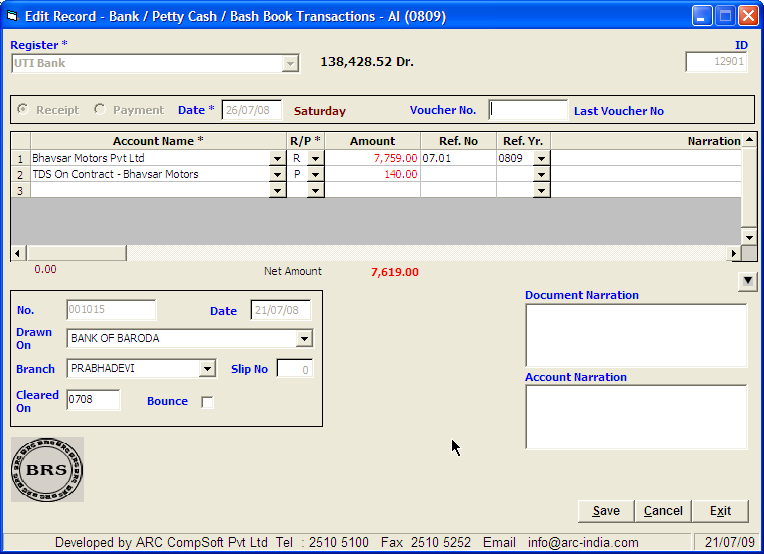 Edit Record - Bank / Petty Cash / Bash Book Transactions - AI (0809)
Register * ID
UTI Bank 138,428.52 Dr. 12901
Receipt Payment Date * 26/07/08 Saturday Voucher No. Last Voucher No
Account Name * R/P * Amount Ref. No Ref. Yr. Narration
1 Bhavsar Motors Pvt Ltd R 7,759.00 07.01 0809
2 TDS On Contract - Bhavsar Motors P 140.00
3
0.00 Net Amount 7,619.00
No. 001015 Date 21/07/08
Drawn On BANK OF BARODA
Branch PRABHADEVI Slip No 0
Cleared On 0708 Bounce
Document Narration
Account Narration
BRS
Save Cancel Exit
Developed by ARC CompSoft Pvt Ltd Tel : 2510 5100 Fax 2510 5252 Email info@arc-india.com 21/07/09